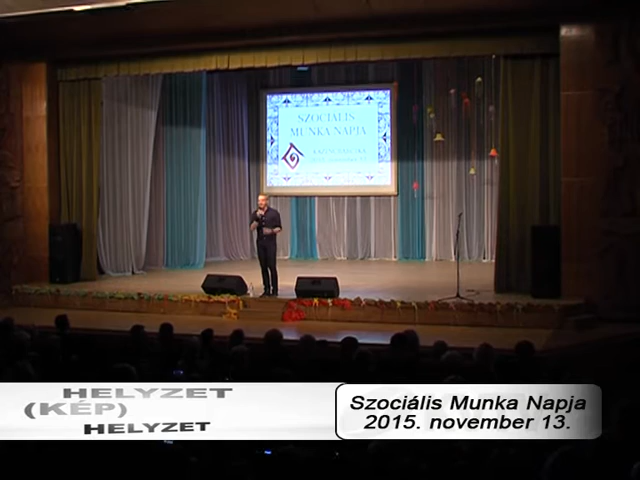 SZOCIÁLIS
MUNKA NAPJA
HELYZET
(KÉP)
HELYZET
Szociális Munka Napja
2015. november 13.